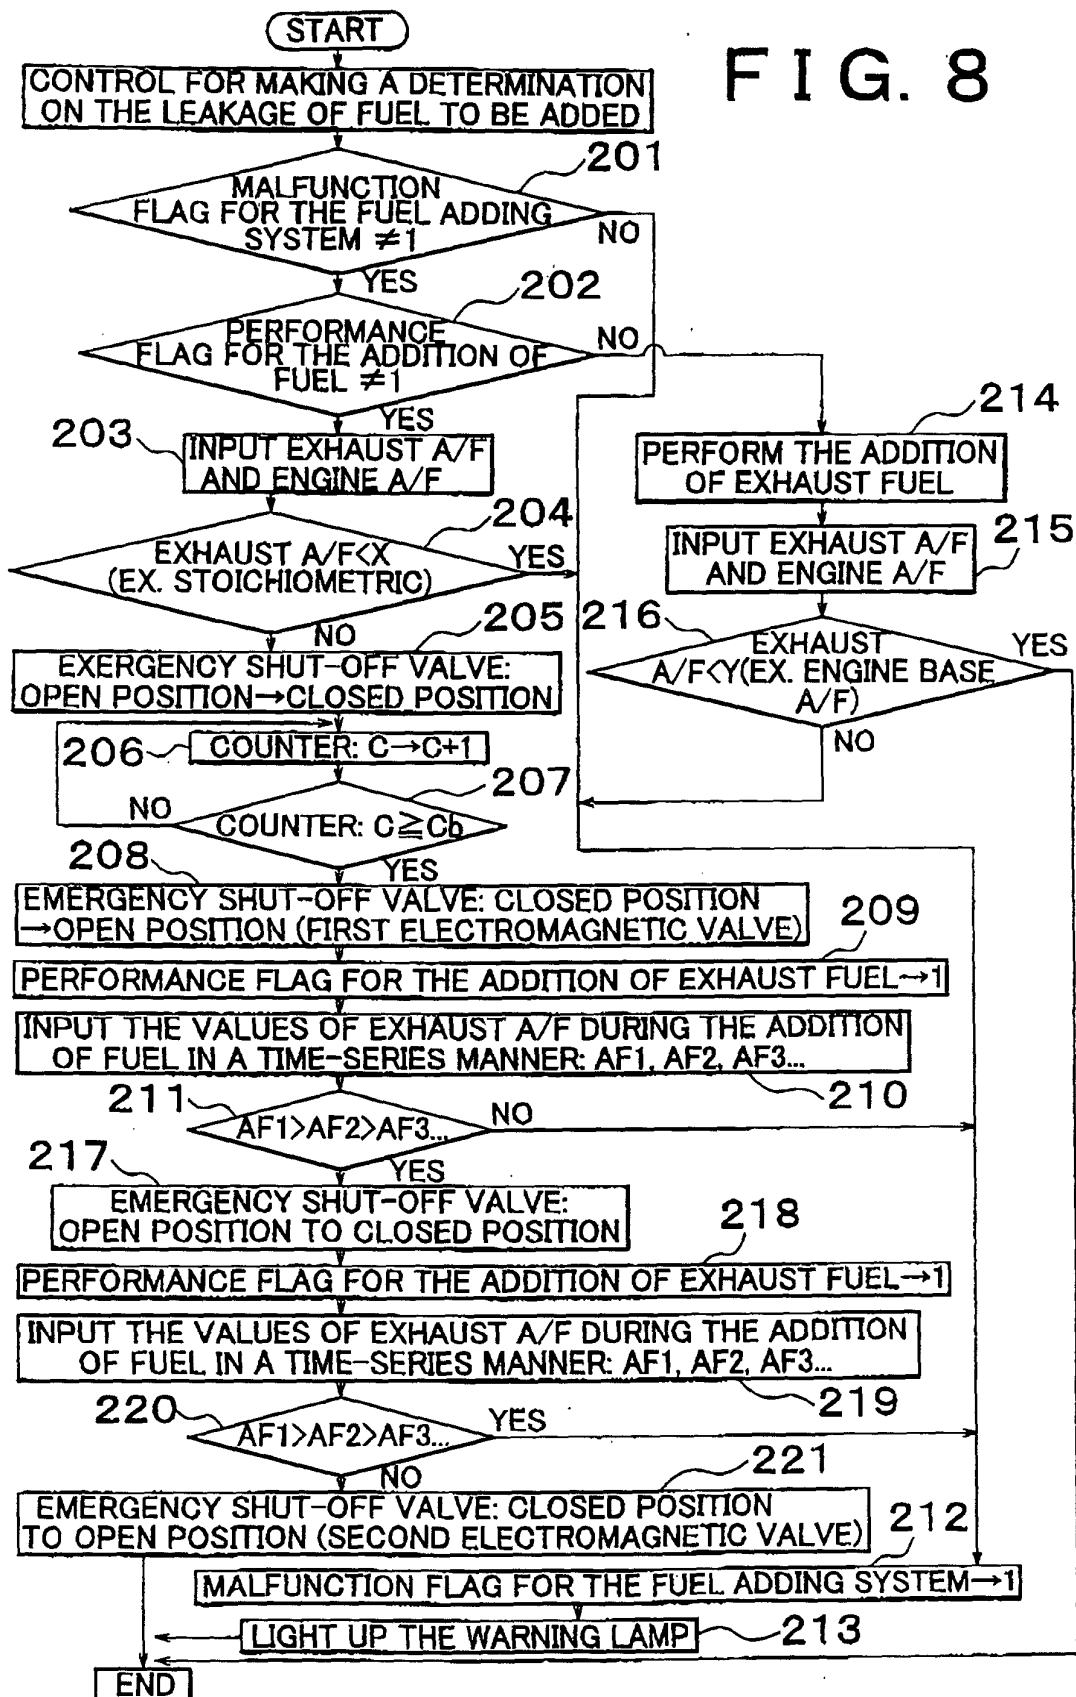 START
FIG. 8
CONTROL FOR MAKING A DETERMINATION
ON THE LEAKAGE OF FUEL TO BE ADDED
201
MALFUNCTION
FLAG FOR THE FUEL ADDING
SYSTEM ≠1
NO
YES
202
PERFORMANCE
FLAG FOR THE ADDITION OF
FUEL ≠1
NO
YES
203
INPUT EXHAUST A/F
AND ENGINE A/F
214
PERFORM THE ADDITION
OF EXHAUST FUEL
204
EXHAUST A/F<X
(EX. STOICHIOMETRIC)
YES
NO
215
INPUT EXHAUST A/F
AND ENGINE A/F
205
EXERGENCY SHUT-OFF VALVE:
OPEN POSITION→CLOSED POSITION
216
EXHAUST
A/F<Y(EX. ENGINE BASE
A/F)
YES
NO
206
COUNTER: C→C+1
207
COUNTER: C≧Cb
NO
YES
208
EMERGENCY SHUT-OFF VALVE: CLOSED POSITION
→OPEN POSITION (FIRST ELECTROMAGNETIC VALVE)
209
PERFORMANCE FLAG FOR THE ADDITION OF EXHAUST FUEL→1
INPUT THE VALUES OF EXHAUST A/F DURING THE ADDITION
OF FUEL IN A TIME-SERIES MANNER: AF1, AF2, AF3...
210
211
AF1>AF2>AF3...
NO
YES
217
EMERGENCY SHUT-OFF VALVE:
OPEN POSITION TO CLOSED POSITION
218
PERFORMANCE FLAG FOR THE ADDITION OF EXHAUST FUEL→1
INPUT THE VALUES OF EXHAUST A/F DURING THE ADDITION
OF FUEL IN A TIME-SERIES MANNER: AF1, AF2, AF3...
219
220
AF1>AF2>AF3...
YES
NO
221
EMERGENCY SHUT-OFF VALVE: CLOSED POSITION
TO OPEN POSITION (SECOND ELECTROMAGNETIC VALVE)
212
MALFUNCTION FLAG FOR THE FUEL ADDING SYSTEM→1
LIGHT UP THE WARNING LAMP
213
END